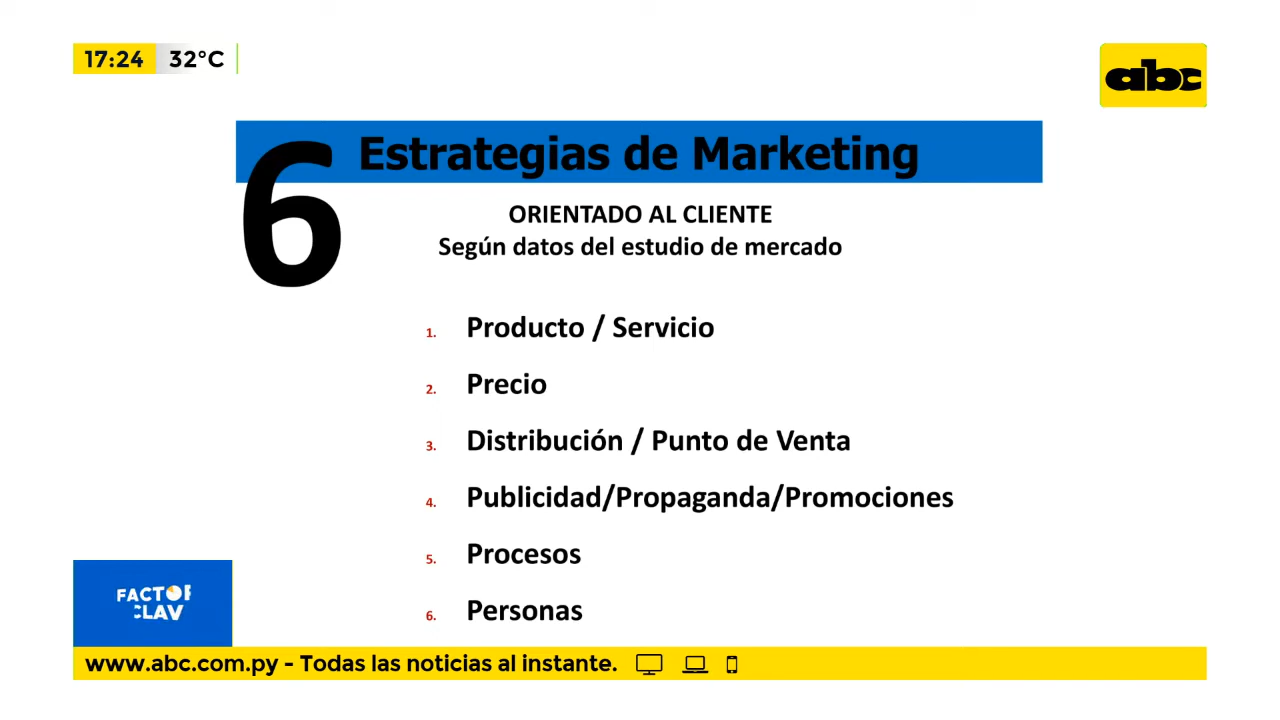 17:24 32°C
abc
6 Estrategias de Marketing
ORIENTADO AL CLIENTE
Según datos del estudio de mercado
1. Producto / Servicio
2. Precio
3. Distribución / Punto de Venta
4. Publicidad/Propaganda/Promociones
5. Procesos
6. Personas
www.abc.com.py - Todas las noticias al instante.